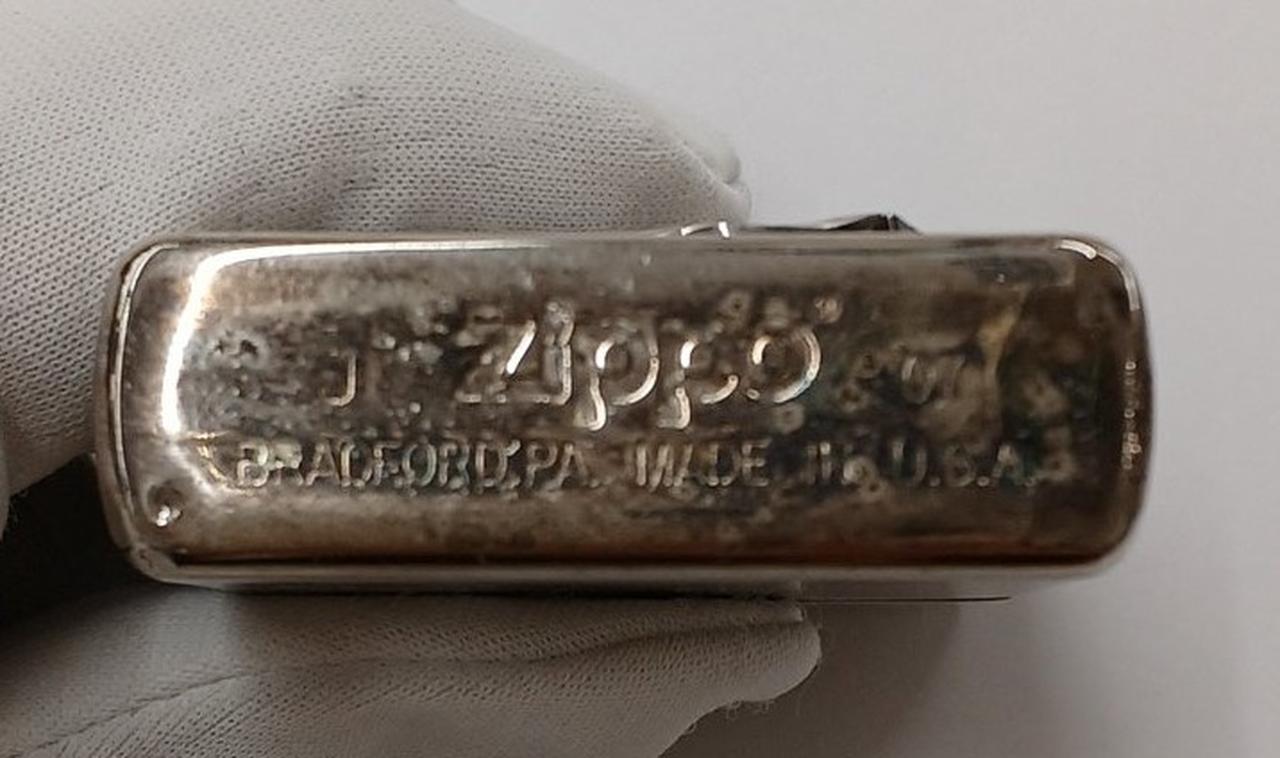 J Zippo 07
BRADFORD, PA. MADE IN U.S.A.